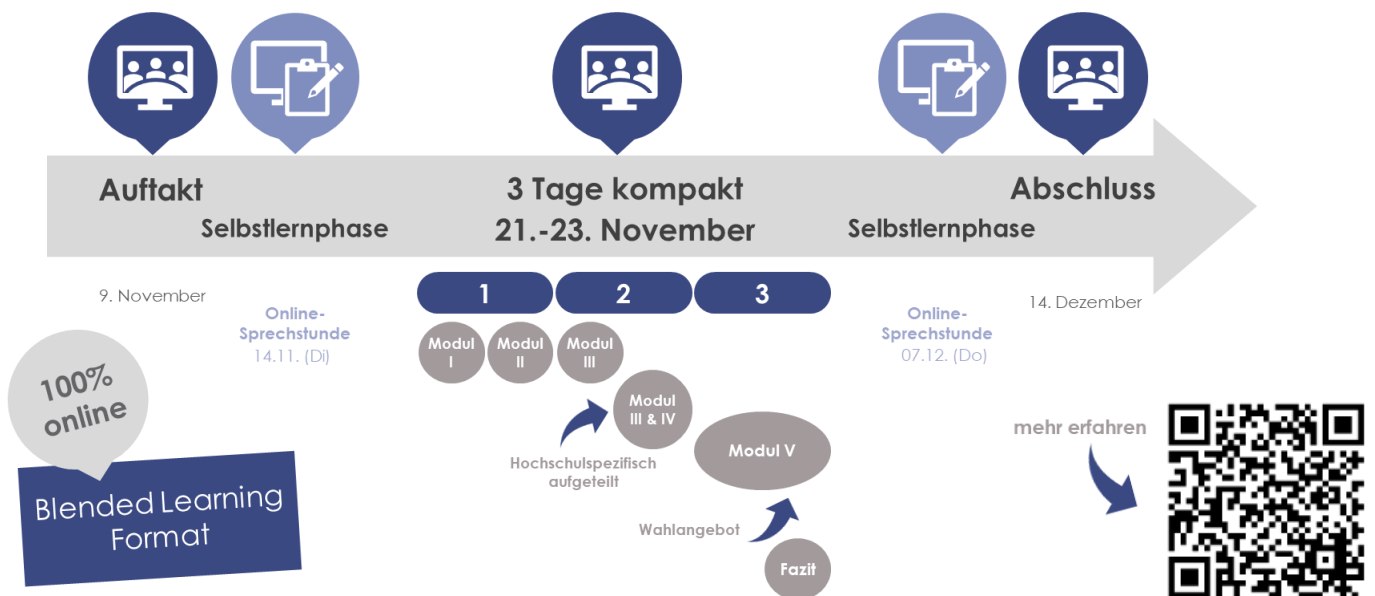 Auftakt
Selbstlernphase
3 Tage kompakt
21.-23. November
Selbstlernphase
Abschluss
9. November
Online-
Sprechstunde
14.11. (Di)
1
2
3
Modul
I
Modul
II
Modul
III
Modul
III & IV
Hochschulspezifisch
aufgeteilt
Modul V
Wahlangebot
Fazit
Online-
Sprechstunde
07.12. (Do)
14. Dezember
mehr erfahren
100%
online
Blended Learning
Format